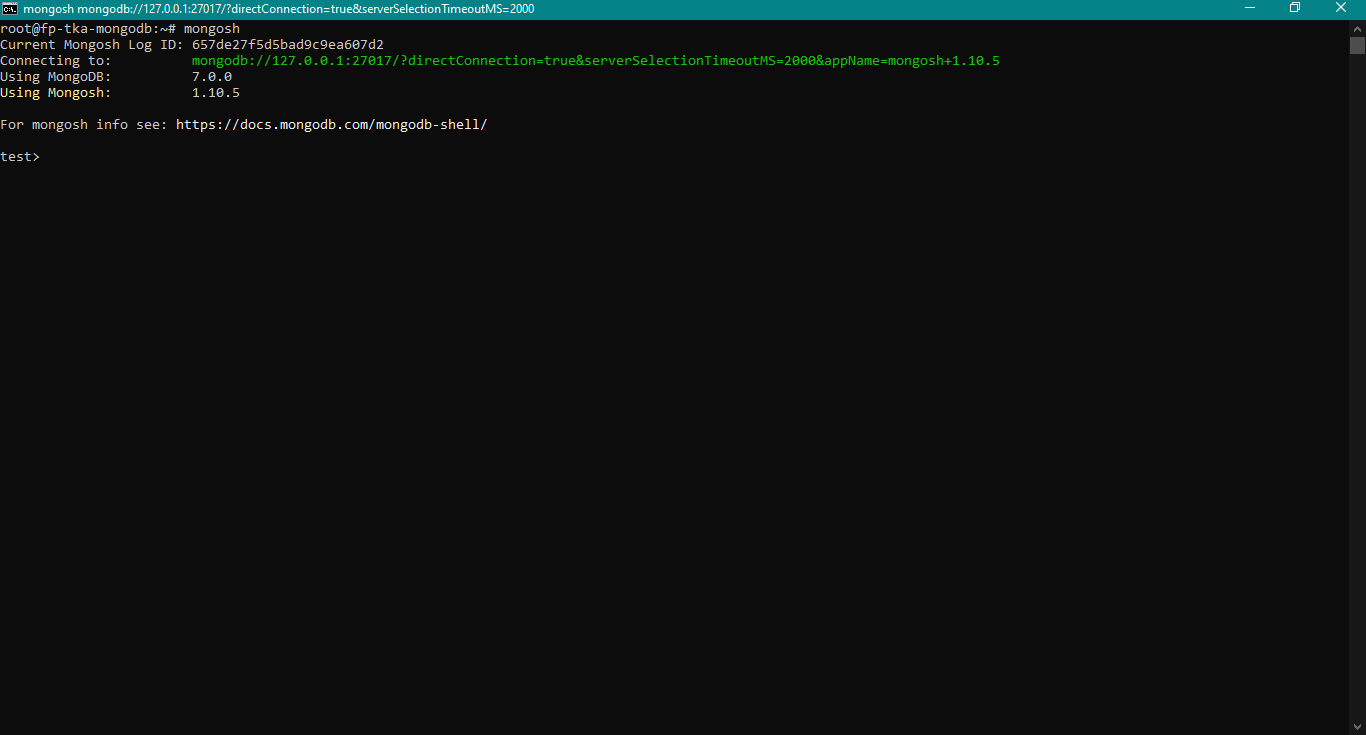 mongosh mongodb://127.0.0.1:27017/?directConnection=true&serverSelectionTimeoutMS=2000
root@fp-tka-mongodb:~# mongosh
Current Mongosh Log ID: 657de27f5d5bad9c9ea607d2
Connecting to: mongodb://127.0.0.1:27017/?directConnection=true&serverSelectionTimeoutMS=2000&appName=mongosh+1.10.5
Using MongoDB: 7.0.0
Using Mongosh: 1.10.5
For mongosh info see: https://docs.mongodb.com/mongodb-shell/
test>